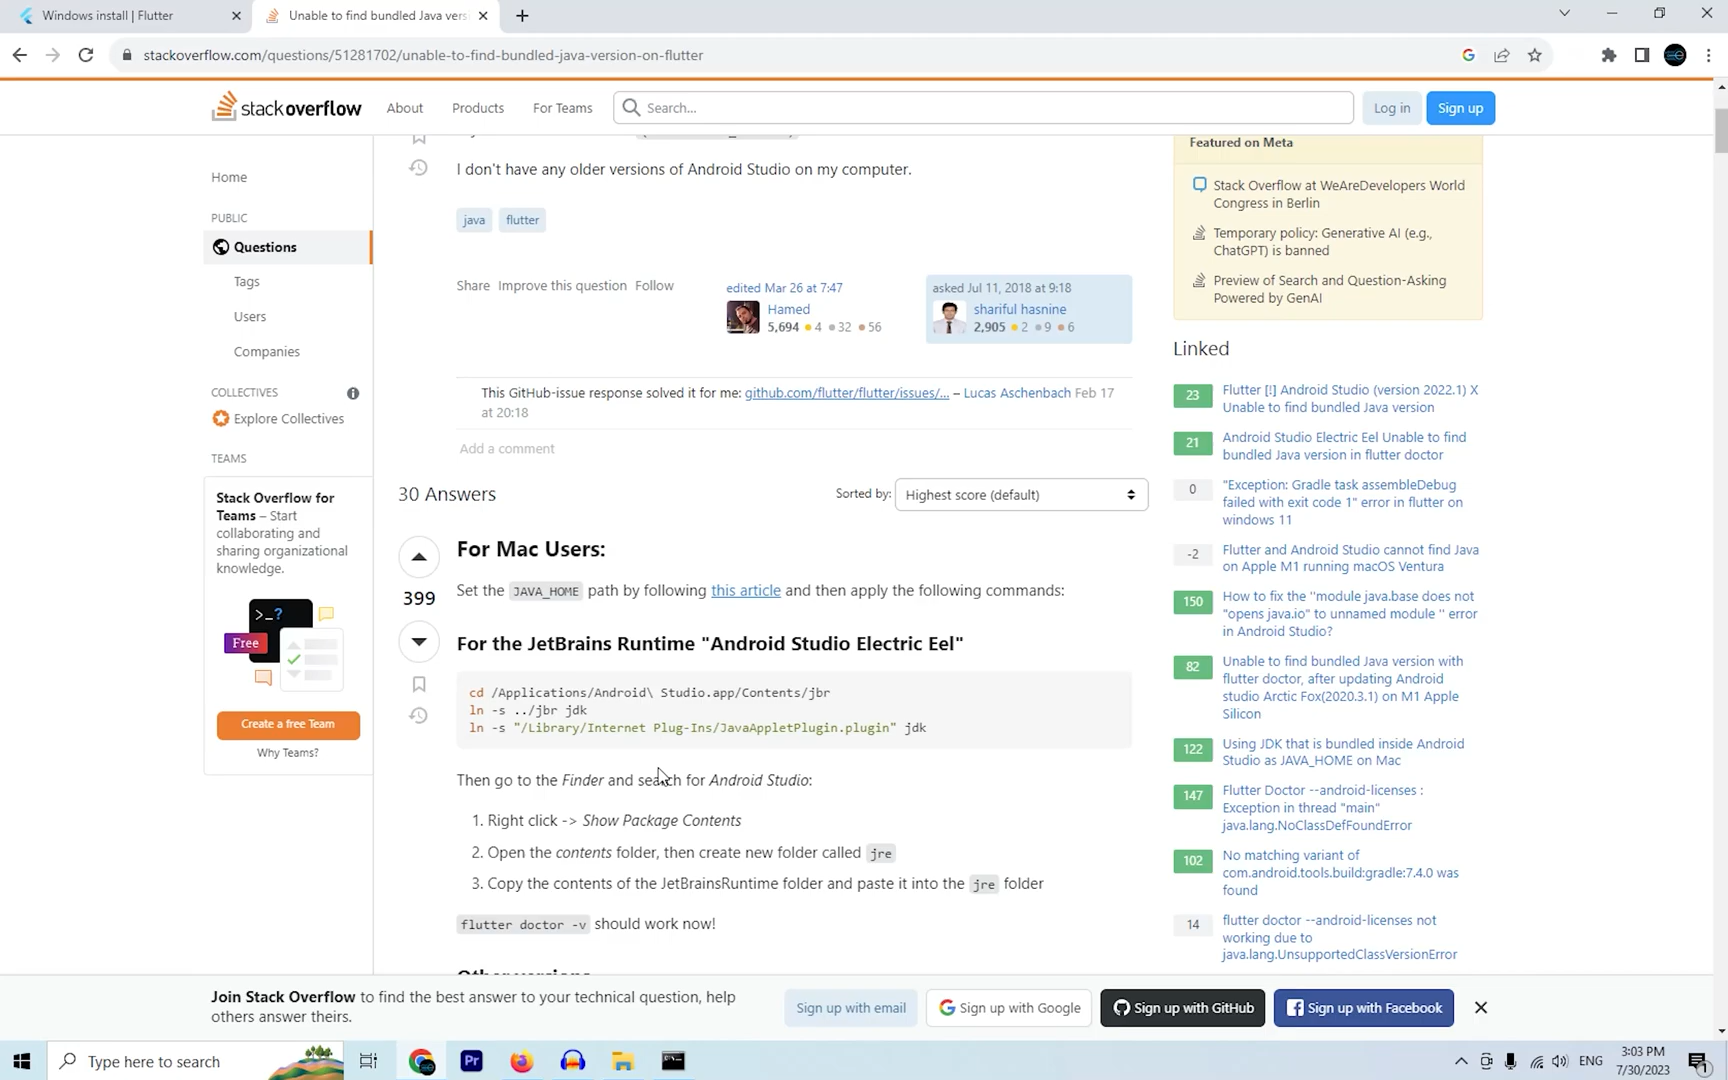 Windows install | Flutter
Unable to find bundled Java vers
stackoverflow.com/questions/51281702/unable-to-find-bundled-java-version-on-flutter
stackoverflow
About
Products
For Teams
Search...
Log in
Sign up
Home
PUBLIC
Questions
Tags
Users
Companies
COLLECTIVES
Explore Collectives
TEAMS
Stack Overflow for
Teams – Start
collaborating and
sharing organizational
knowledge.
>_?
Free
Create a free Team
Why Teams?
I don't have any older versions of Android Studio on my computer.
java flutter
Share Improve this question Follow
edited Mar 26 at 7:47
Hamed
5,694 4 32 56
asked Jul 11, 2018 at 9:18
shariful hasnine
2,905 2 9 6
This GitHub-issue response solved it for me: github.com/flutter/flutter/issues/... – Lucas Aschenbach Feb 17
at 20:18
Add a comment
30 Answers
Sorted by: Highest score (default)
399
For Mac Users:
Set the JAVA_HOME path by following this article and then apply the following commands:
For the JetBrains Runtime "Android Studio Electric Eel"
cd /Applications/Android\ Studio.app/Contents/jbr
ln -s ../jbr jdk
ln -s "/Library/Internet Plug-Ins/JavaAppletPlugin.plugin" jdk
Then go to the Finder and search for Android Studio:
1. Right click -> Show Package Contents
2. Open the contents folder, then create new folder called jre
3. Copy the contents of the JetBrainsRuntime folder and paste it into the jre folder
flutter doctor -v should work now!
Other versions
Featured on Meta
Stack Overflow at WeAreDevelopers World
Congress in Berlin
Temporary policy: Generative AI (e.g.,
ChatGPT) is banned
Preview of Search and Question-Asking
Powered by GenAI
Linked
23 Flutter [!] Android Studio (version 2022.1) X
Unable to find bundled Java version
21 Android Studio Electric Eel Unable to find
bundled Java version in flutter doctor
0 "Exception: Gradle task assembleDebug
failed with exit code 1" error in flutter on
windows 11
-2 Flutter and Android Studio cannot find Java
on Apple M1 running macOS Ventura
150 How to fix the ''module java.base does not
"opens java.io" to unnamed module '' error
in Android Studio?
82 Unable to find bundled Java version with
flutter doctor, after updating Android
studio Arctic Fox(2020.3.1) on M1 Apple
Silicon
122 Using JDK that is bundled inside Android
Studio as JAVA_HOME on Mac
147 Flutter Doctor --android-licenses :
Exception in thread "main"
java.lang.NoClassDefFoundError
102 No matching variant of
com.android.tools.build:gradle:7.4.0 was
found
14 flutter doctor --android-licenses not
working due to
java.lang.UnsupportedClassVersionError
Join Stack Overflow to find the best answer to your technical question, help
others answer theirs.
Sign up with email
Sign up with Google
Sign up with GitHub
Sign up with Facebook
Type here to search
Pr
ENG
3:03 PM
7/30/2023
1